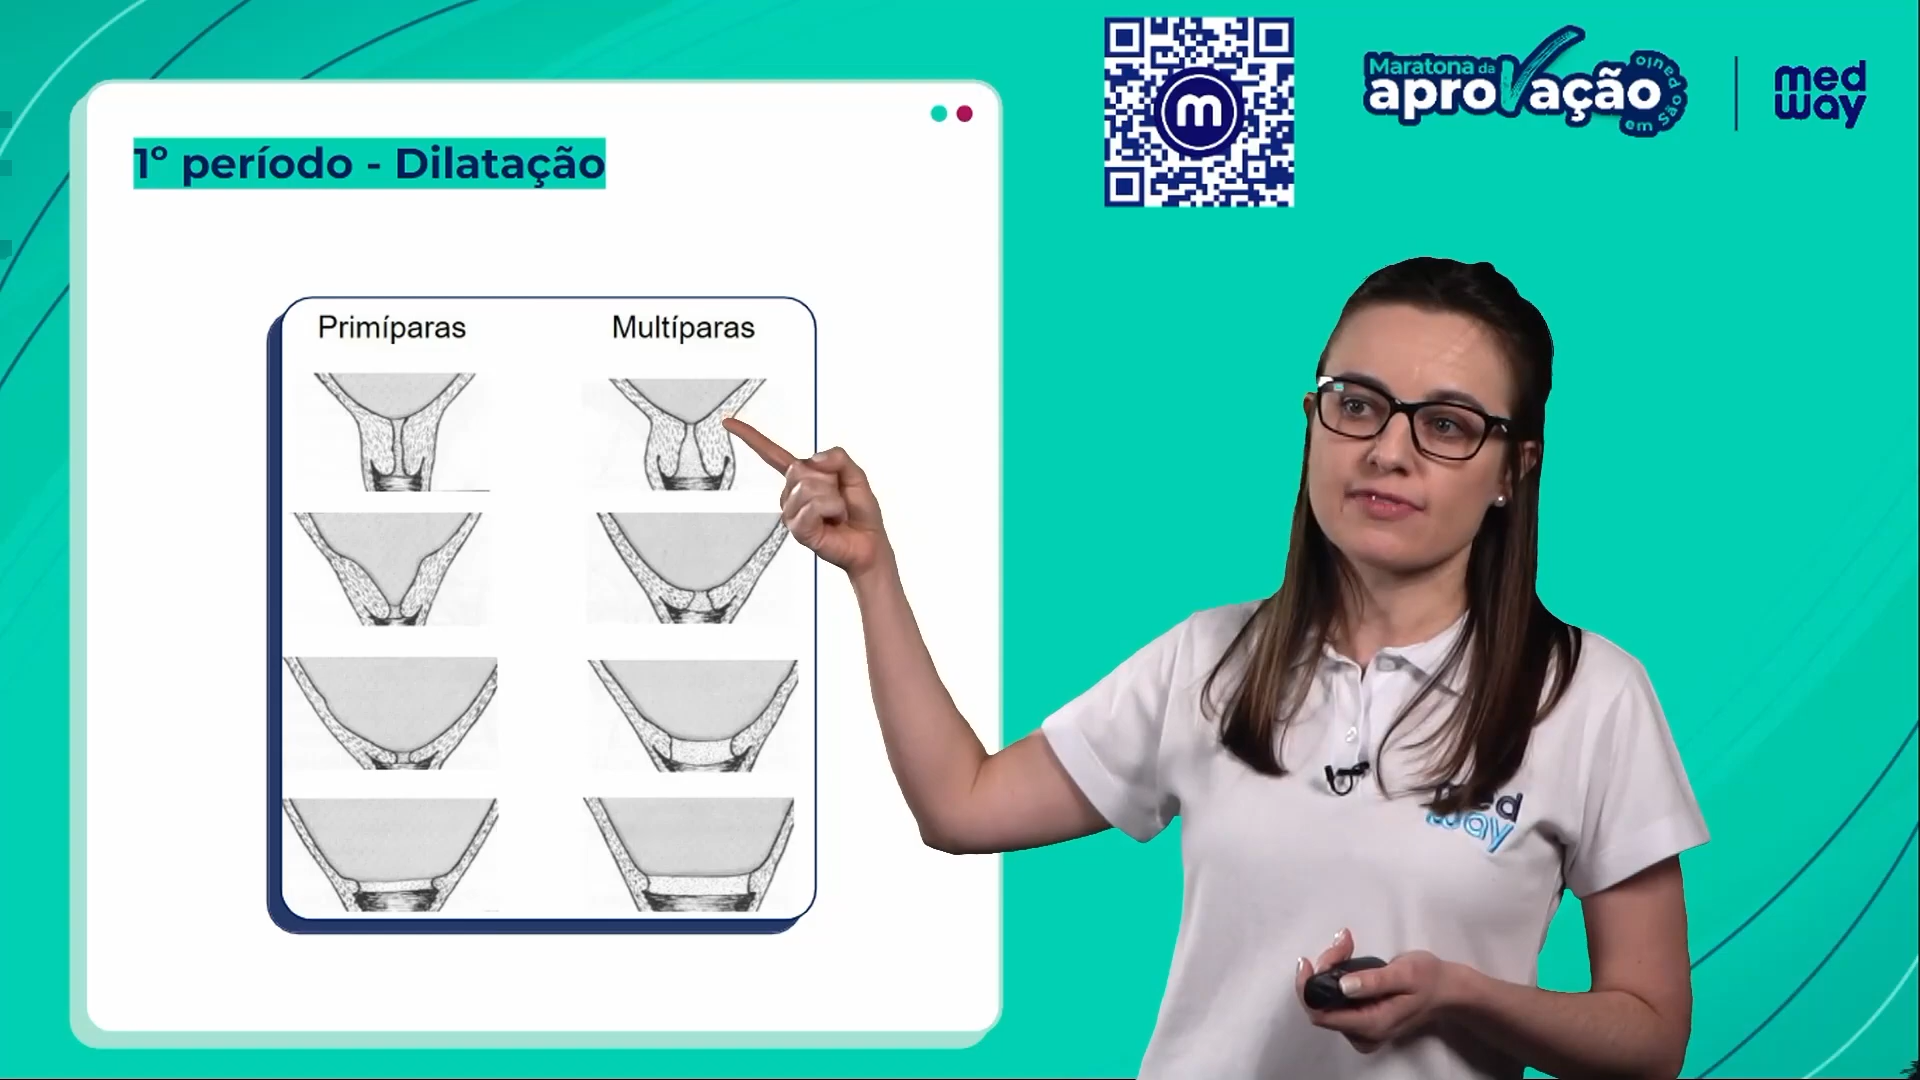 Maratona da
aprovação
em São Paulo
med
way
m
1º período - Dilatação
Primíparas
Multíparas
med
way